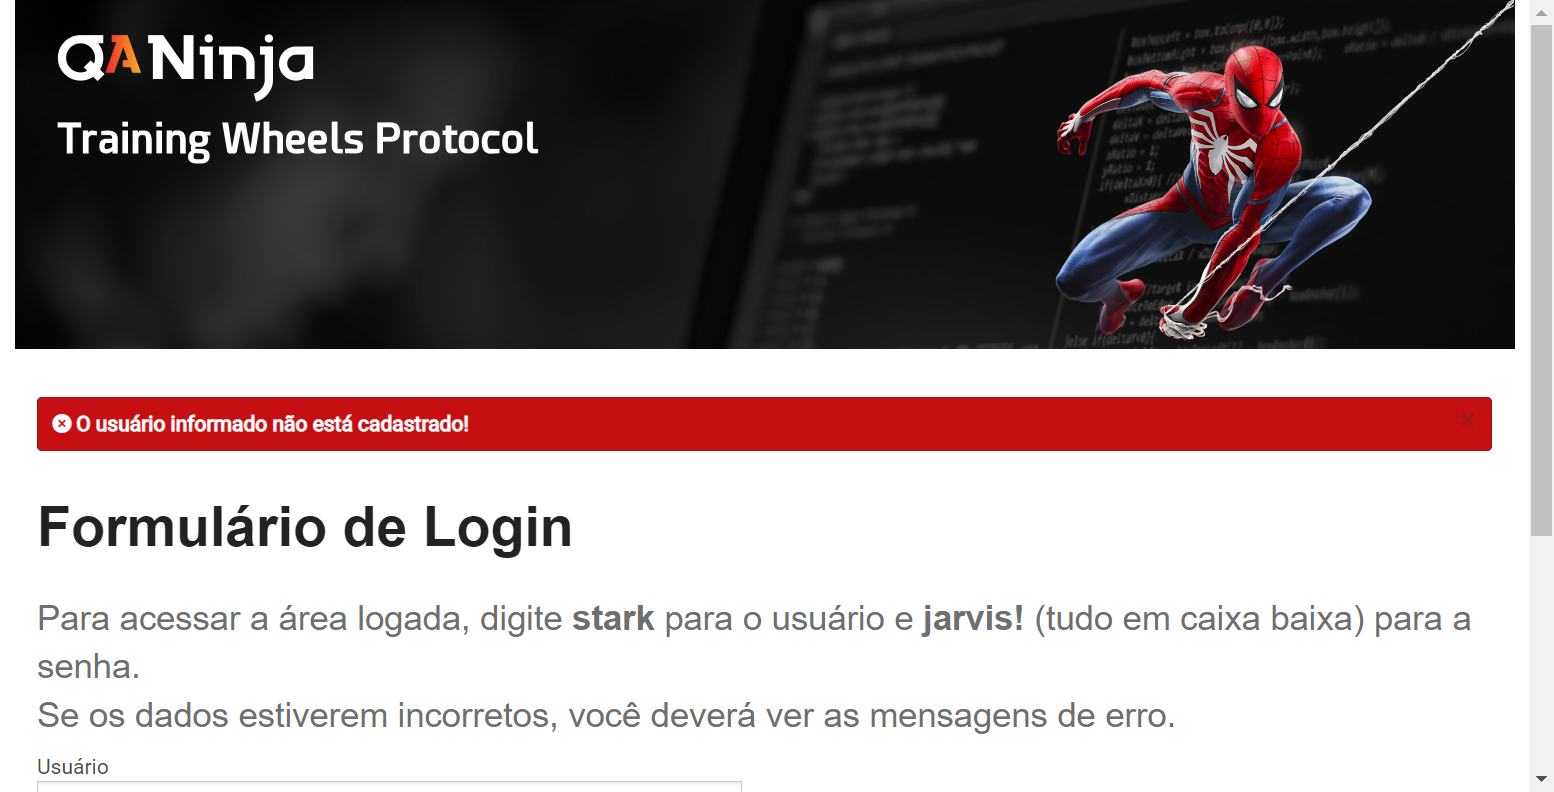 QANinja
Training Wheels Protocol
O usuário informado não está cadastrado!
×
Formulário de Login
Para acessar a área logada, digite stark para o usuário e jarvis! (tudo em caixa baixa) para a
senha.
Se os dados estiverem incorretos, você deverá ver as mensagens de erro.
Usuário